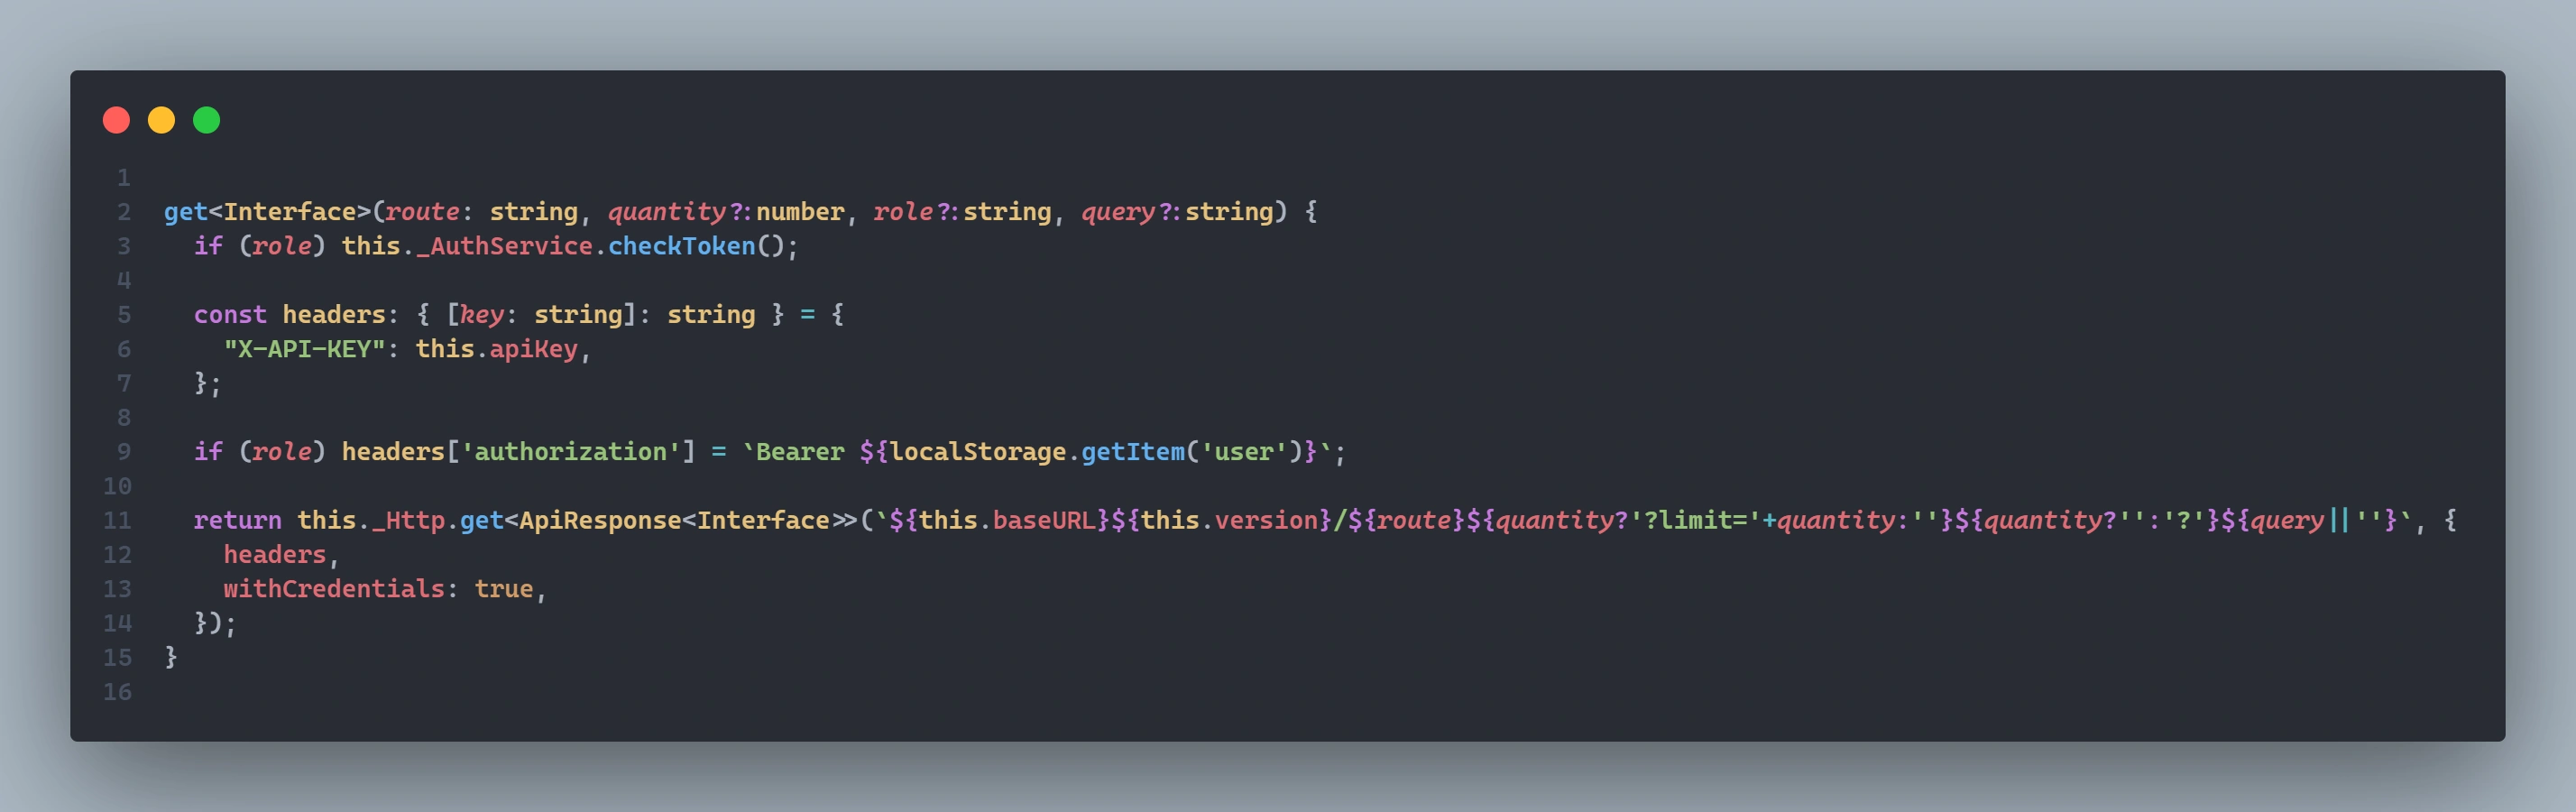 1
2 get<Interface>(route: string, quantity?:number, role?:string, query?:string) {
3   if (role) this._AuthService.checkToken();
4
5   const headers: { [key: string]: string } = {
6     "X-API-KEY": this.apiKey,
7   };
8
9   if (role) headers['authorization'] = `Bearer ${localStorage.getItem('user')}`;
10
11   return this._Http.get<ApiResponse<Interface>>(`${this.baseURL}${this.version}/${route}${quantity?'?limit='+quantity:''}${quantity?'':'?'}${query||''}`, {
12     headers,
13     withCredentials: true,
14   });
15 }
16